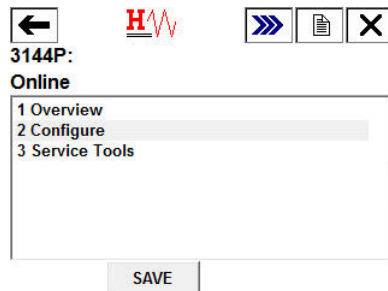 H
3144P:
Online
1 Overview
2 Configure
3 Service Tools
SAVE